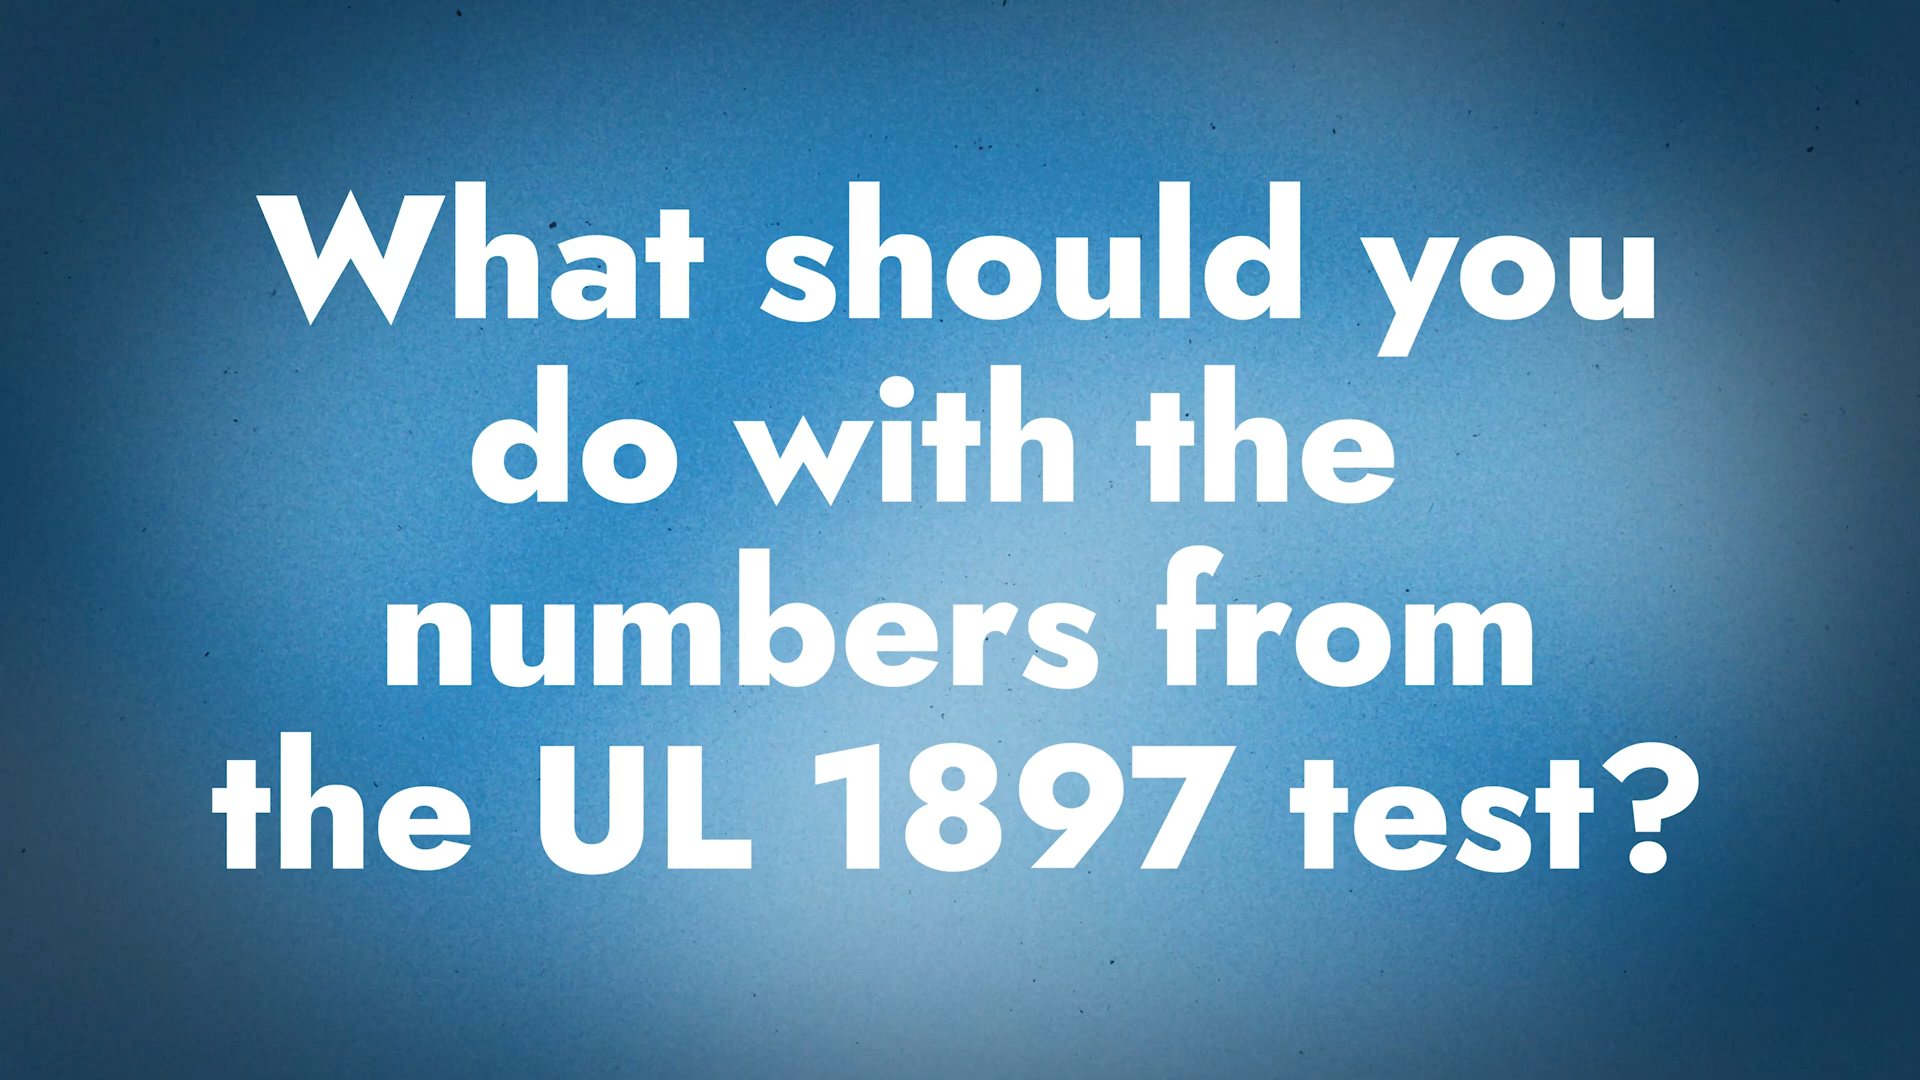 What should you
do with the
numbers from
the UL 1897 test?